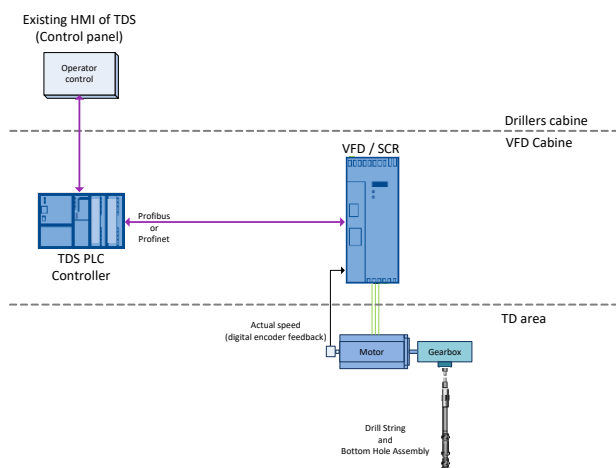 Existing HMI of TDS
(Control panel)
Operator
control
Drillers cabine
VFD Cabine
VFD / SCR
Profibus
or
Profinet
TDS PLC
Controller
TD area
Actual speed
(digital encoder feedback)
Motor
Gearbox
Drill String
and
Bottom Hole Assembly